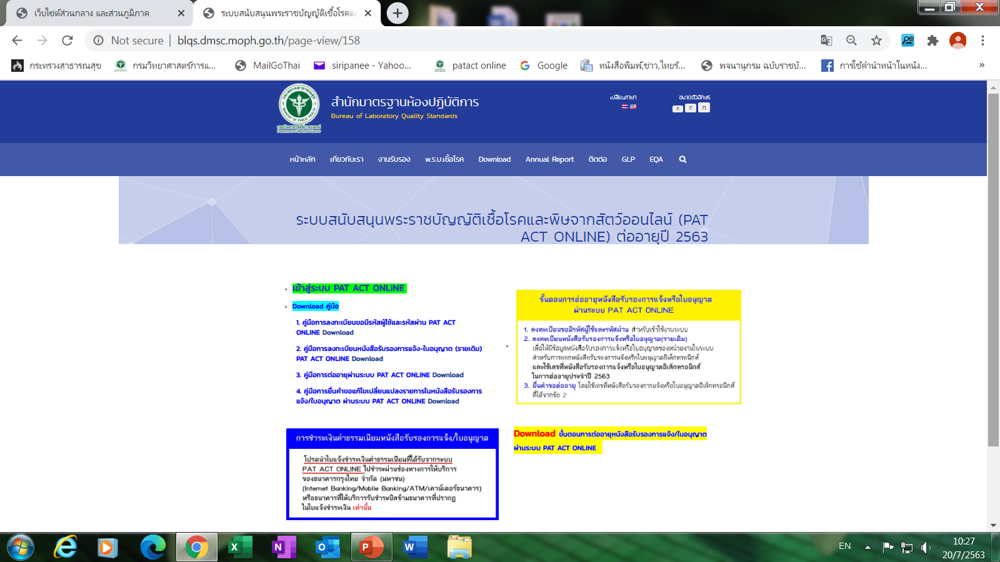 เว็บไซต์ส่วนกลาง และส่วนภูมิภาค
ระบบสนับสนุนพระราชบัญญัติเชื้อโรคและ
Not secure | blqs.dmsc.moph.go.th/page-view/158
กระทรวงสาธารณสุข
กรมวิทยาศาสตร์การแ...
MailGoThai
siripanee - Yahoo...
patact online
Google
หนังสือพิมพ์,ข่าว,ไทยรั...
พจนานุกรม ฉบับราชบั...
การใช้คำนำหน้าในหนัง...
»
สำนักมาตรฐานห้องปฏิบัติการ
Bureau of Laboratory Quality Standards
กรมวิทยาศาสตร์การแพทย์
Department of Medical Sciences
เปลี่ยนภาษา
ขนาดตัวอักษร
ก ก ก
หน้าหลัก เกี่ยวกับเรา งานรับรอง พ.ร.บ.เชื้อโรค Download Annual Report ติดต่อ GLP EQA
ระบบสนับสนุนพระราชบัญญัติเชื้อโรคและพิษจากสัตว์ออนไลน์ (PAT
ACT ONLINE) ต่ออายุปี 2563
เข้าสู่ระบบ PAT ACT ONLINE
Download คู่มือ
1. คู่มือการลงทะเบียนขอมีรหัสผู้ใช้และรหัสผ่าน PAT ACT
ONLINE Download
2. คู่มือการลงทะเบียนหนังสือรับรองการแจ้ง-ใบอนุญาต (รายเดิม)
PAT ACT ONLINE Download
3. คู่มือการต่ออายุผ่านระบบ PAT ACT ONLINE Download
4. คู่มือการยื่นคำขอแก้ไขเปลี่ยนแปลงรายการในหนังสือรับรองการ
แจ้ง/ใบอนุญาต ผ่านระบบ PAT ACT ONLINE Download
ขั้นตอนการต่ออายุหนังสือรับรองการแจ้งหรือใบอนุญาต
ผ่านระบบ PAT ACT ONLINE
1. ลงทะเบียนขอมีรหัสผู้ใช้และรหัสผ่าน สำหรับเข้าใช้งานระบบ
2. ลงทะเบียนหนังสือรับรองการแจ้งหรือใบอนุญาต(รายเดิม)
เพื่อให้มีข้อมูลหนังสือรับรองการแจ้งหรือใบอนุญาตของหน่วยงานในระบบ
สำหรับการออกหนังสือรับรองการแจ้งหรือใบอนุญาตอิเล็กทรอนิกส์
และใช้เลขที่หนังสือรับรองการแจ้งหรือใบอนุญาตอิเล็กทรอนิกส์
ในการต่ออายุประจำปี 2563
3. ยื่นคำขอต่ออายุ โดยใช้เลขที่หนังสือรับรองการแจ้งหรือใบอนุญาตอิเล็กทรอนิกส์
ที่ได้จากข้อ 2
การชำระเงินค่าธรรมเนียมหนังสือรับรองการแจ้ง/ใบอนุญาต
โปรดนำใบแจ้งชำระเงินค่าธรรมเนียมที่ได้รับจากระบบ
PAT ACT ONLINE ไปชำระผ่านช่องทางการให้บริการ
ของธนาคารกรุงไทย จำกัด (มหาชน)
(Internet Banking/Mobile Banking/ATM/เคาน์เตอร์ธนาคาร)
หรือธนาคารที่ให้บริการรับชำระบิลข้ามธนาคารที่ปรากฏ
ในใบแจ้งชำระเงิน เท่านั้น
Download ขั้นตอนการต่ออายุหนังสือรับรองการแจ้ง/ใบอนุญาต
ผ่านระบบ PAT ACT ONLINE
EN
10:27
20/7/2563